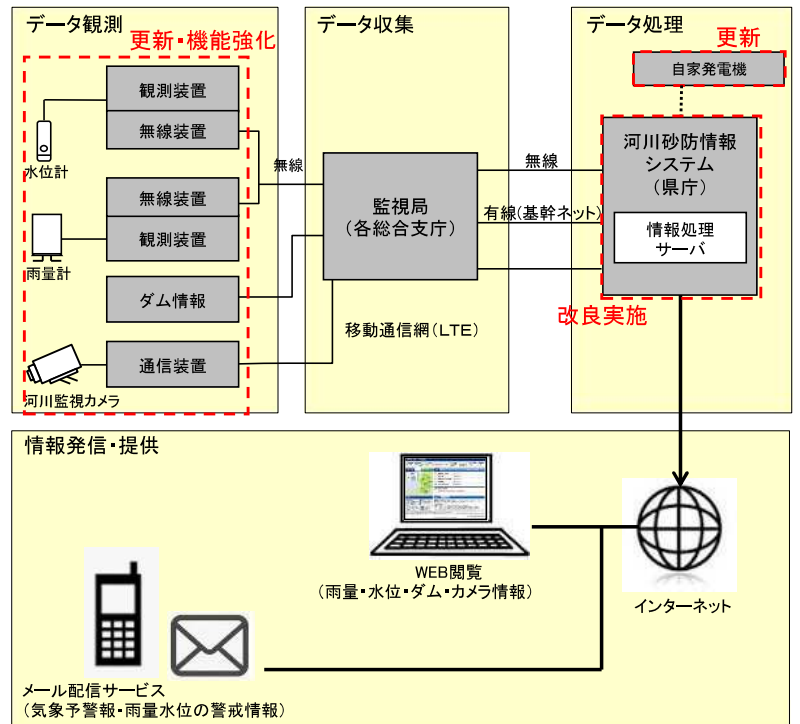 データ観測
更新・機能強化
観測装置
無線装置
水位計
無線装置
観測装置
雨量計
ダム情報
通信装置
河川監視カメラ
データ収集
無線
監視局
(各総合支庁)
移動通信網(LTE)
データ処理
更新
自家発電機
無線
有線(基幹ネット)
河川砂防情報
システム
(県庁)
情報処理
サーバ
改良実施
情報発信・提供
WEB閲覧
(雨量・水位・ダム・カメラ情報)
インターネット
メール配信サービス
(気象予警報・雨量水位の警戒情報)